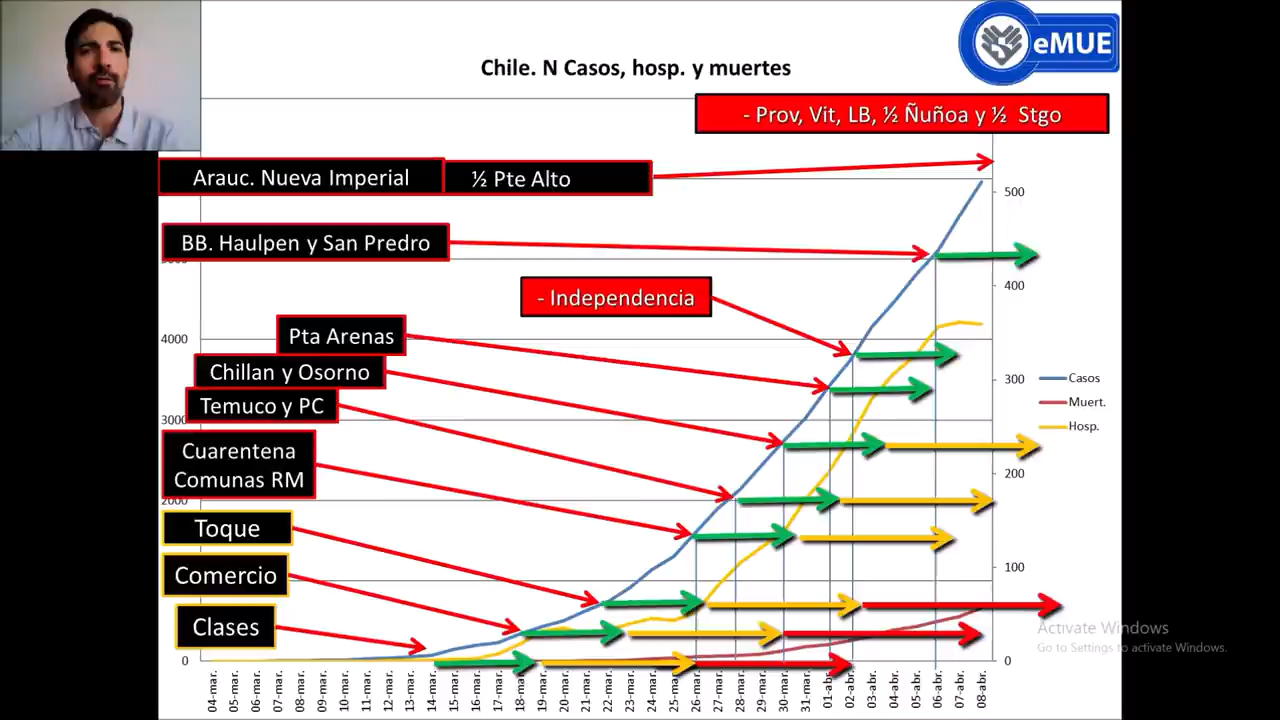 eMUE
Chile. N Casos, hosp. y muertes
- Prov, Vit, LB, ½ Ñuñoa y ½ Stgo
Arauc. Nueva Imperial
½ Pte Alto
500
BB. Haulpen y San Predro
400
- Independencia
Pta Arenas
4000
Chillan y Osorno
300
Casos
Temuco y PC
Muert.
3000
Hosp.
Cuarentena
Comunas RM
200
2000
Toque
100
Comercio
Clases
Activate Windows
Go to Settings to activate Windows.
0
0
04-mar.
05-mar.
06-mar.
07-mar.
08-mar.
09-mar.
10-mar.
11-mar.
12-mar.
13-mar.
14-mar.
15-mar.
16-mar.
17-mar.
18-mar.
19-mar.
20-mar.
21-mar.
22-mar.
23-mar.
24-mar.
25-mar.
26-mar.
27-mar.
28-mar.
29-mar.
30-mar.
31-mar.
01-abr.
02-abr.
03-abr.
04-abr.
05-abr.
06-abr.
07-abr.
08-abr.